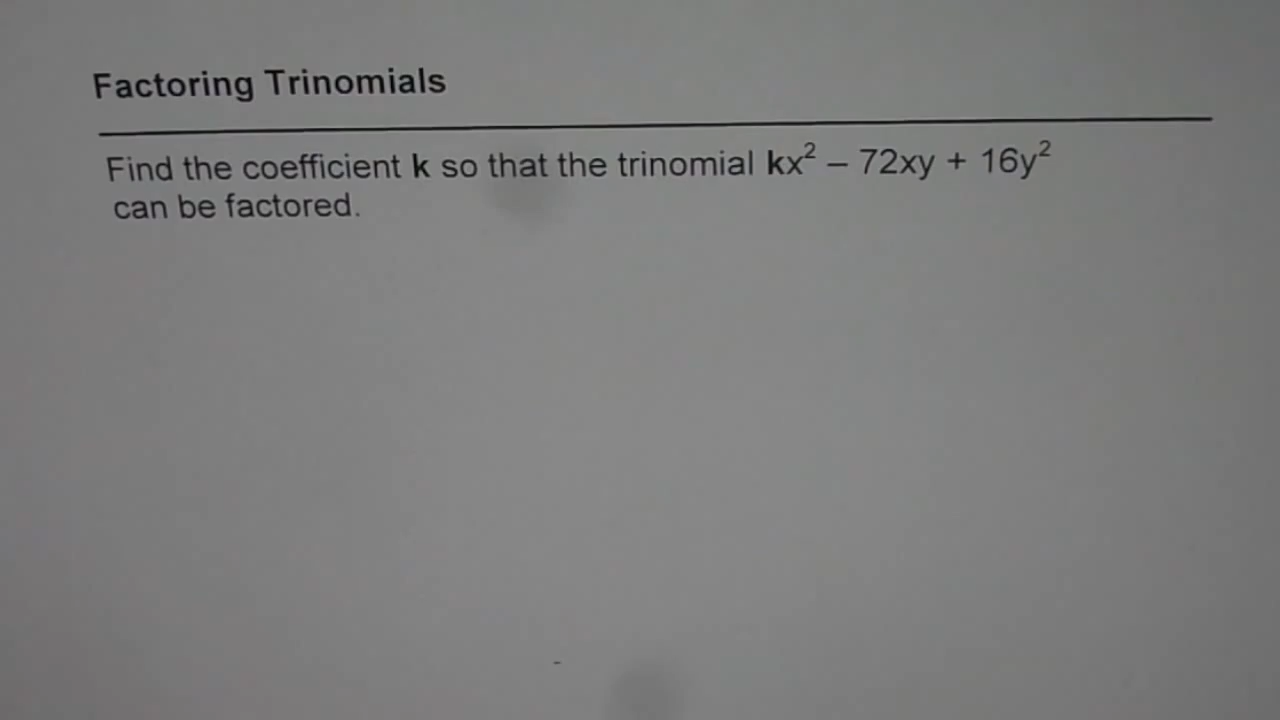 Factoring Trinomials
Find the coefficient k so that the trinomial kx² – 72xy + 16y²
can be factored.